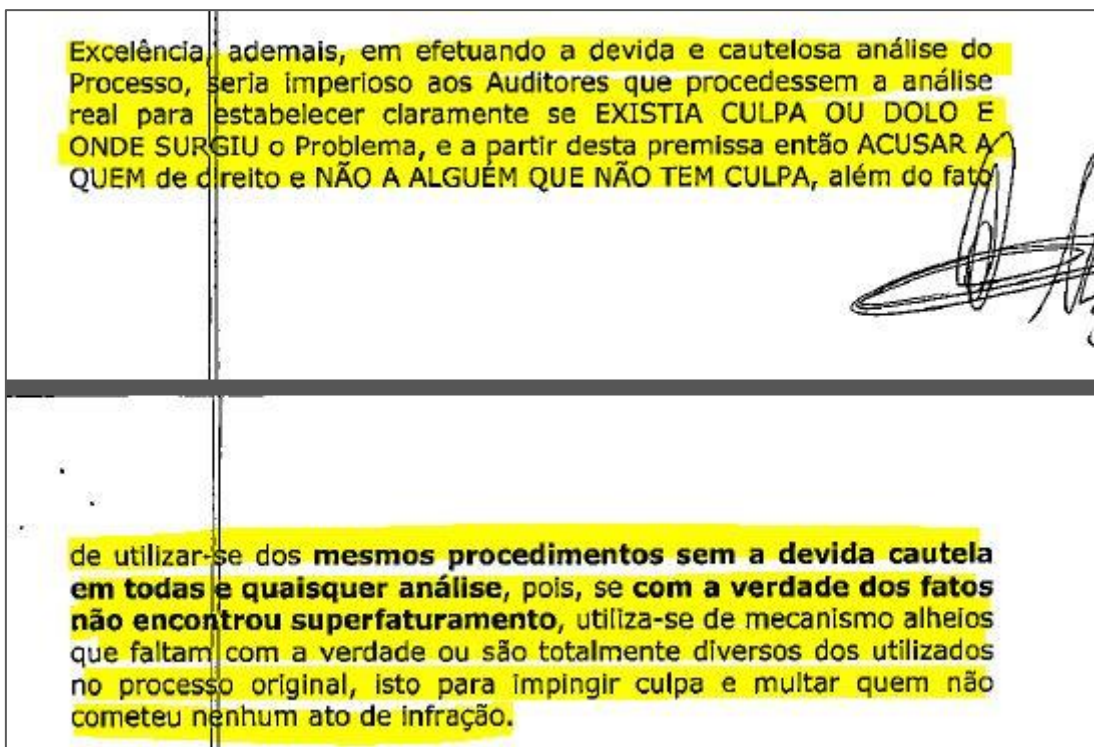 Excelência, ademais, em efetuando a devida e cautelosa análise do
Processo, seria imperioso aos Auditores que procedessem a análise
real para estabelecer claramente se EXISTIA CULPA OU DOLO E
ONDE SURGIU o Problema, e a partir desta premissa então ACUSAR A
QUEM de direito e NÃO A ALGUÉM QUE NÃO TEM CULPA, além do fato
de utilizar-se dos mesmos procedimentos sem a devida cautela
em todas e quaisquer análise, pois, se com a verdade dos fatos
não encontrou superfaturamento, utiliza-se de mecanismo alheios
que faltam com a verdade ou são totalmente diversos dos utilizados
no processo original, isto para impingir culpa e multar quem não
cometeu nenhum ato de infração.